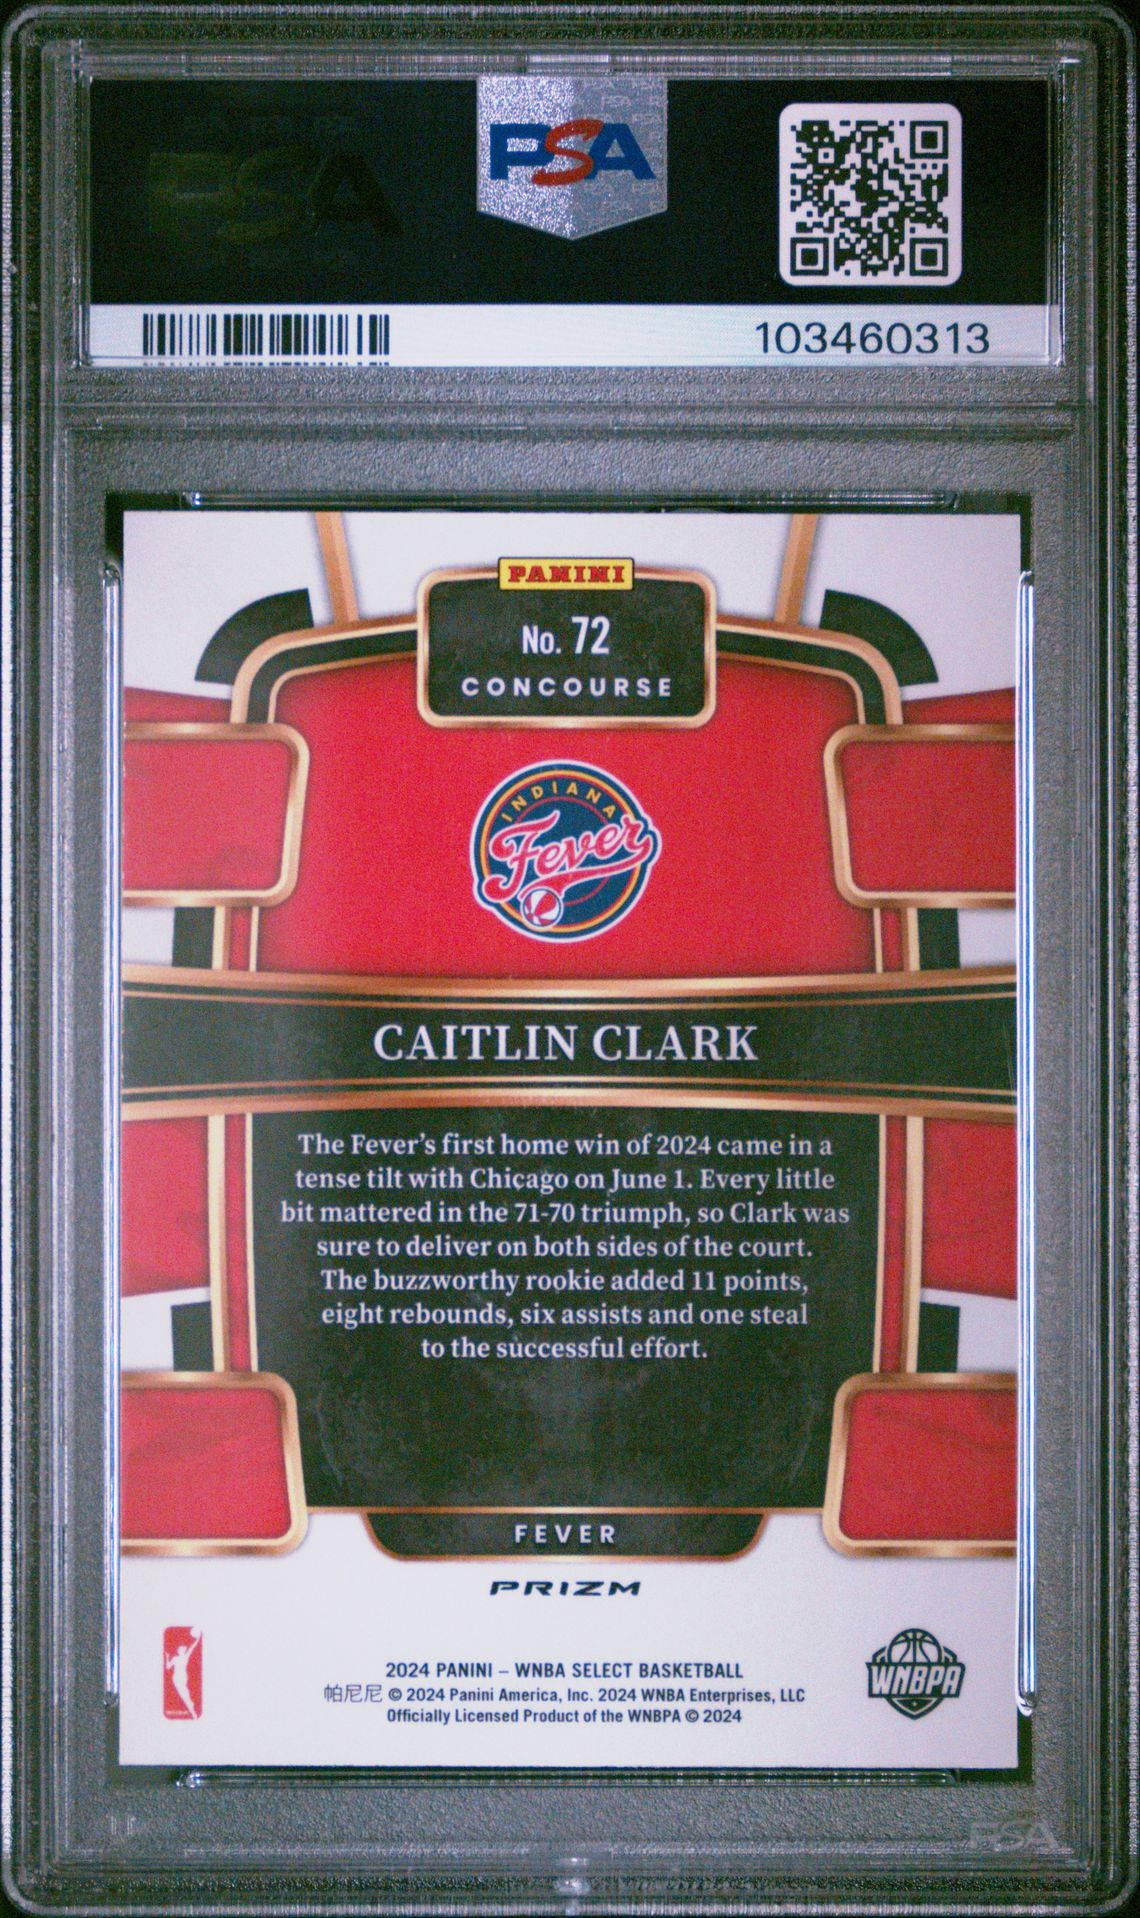 PSA
103460313
PANINI
No. 72
CONCOURSE
INDIANA
Fever
CAITLIN CLARK
The Fever's first home win of 2024 came in a
tense tilt with Chicago on June 1. Every little
bit mattered in the 71-70 triumph, so Clark was
sure to deliver on both sides of the court.
The buzzworthy rookie added 11 points,
eight rebounds, six assists and one steal
to the successful effort.
FEVER
PRIZM
2024 PANINI – WNBA SELECT BASKETBALL
帕尼尼 © 2024 Panini America, Inc. 2024 WNBA Enterprises, LLC
Officially Licensed Product of the WNBPA © 2024
WNBA
WNBPA
PSA